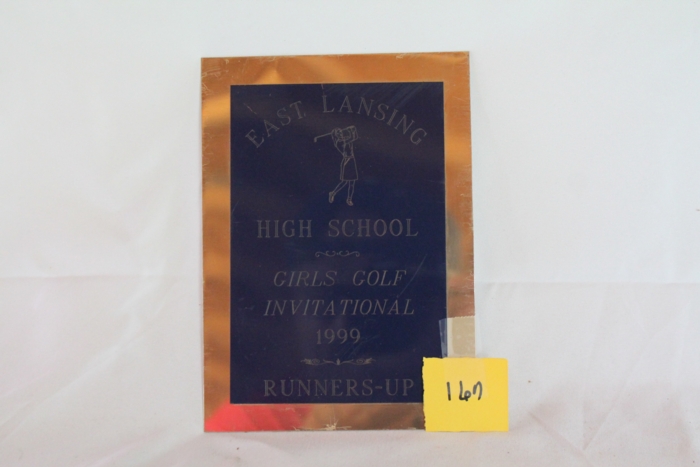 EAST LANSING
HIGH SCHOOL
GIRLS GOLF
INVITATIONAL
1999
RUNNERS-UP
167